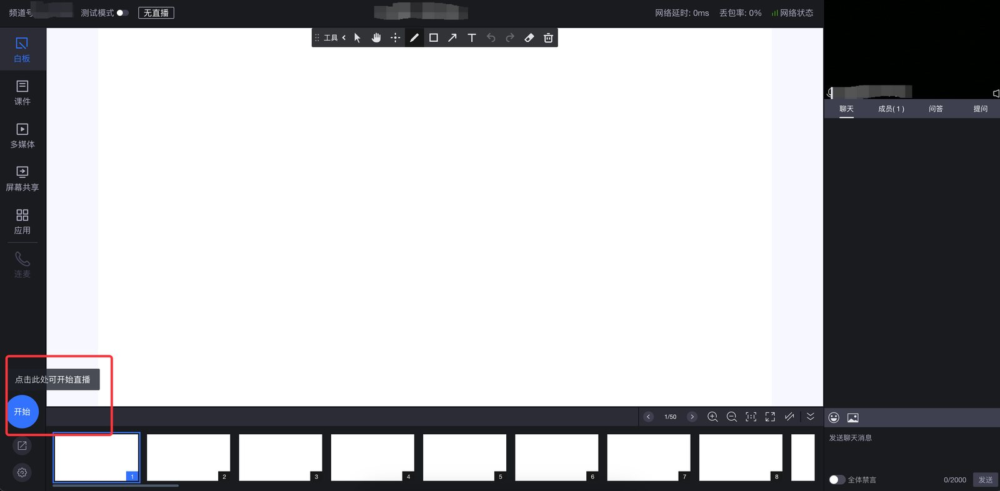 频道号 测试模式 无直播 网络延时: 0ms 丢包率: 0% 网络状态
工具
白板
课件
多媒体
屏幕共享
应用
连麦
点击此处可开始直播
开始
1/50
1 2 3 4 5 6 7 8
聊天 成员( 1 ) 问答 提问
发送聊天消息
全体禁言 0/2000 发送